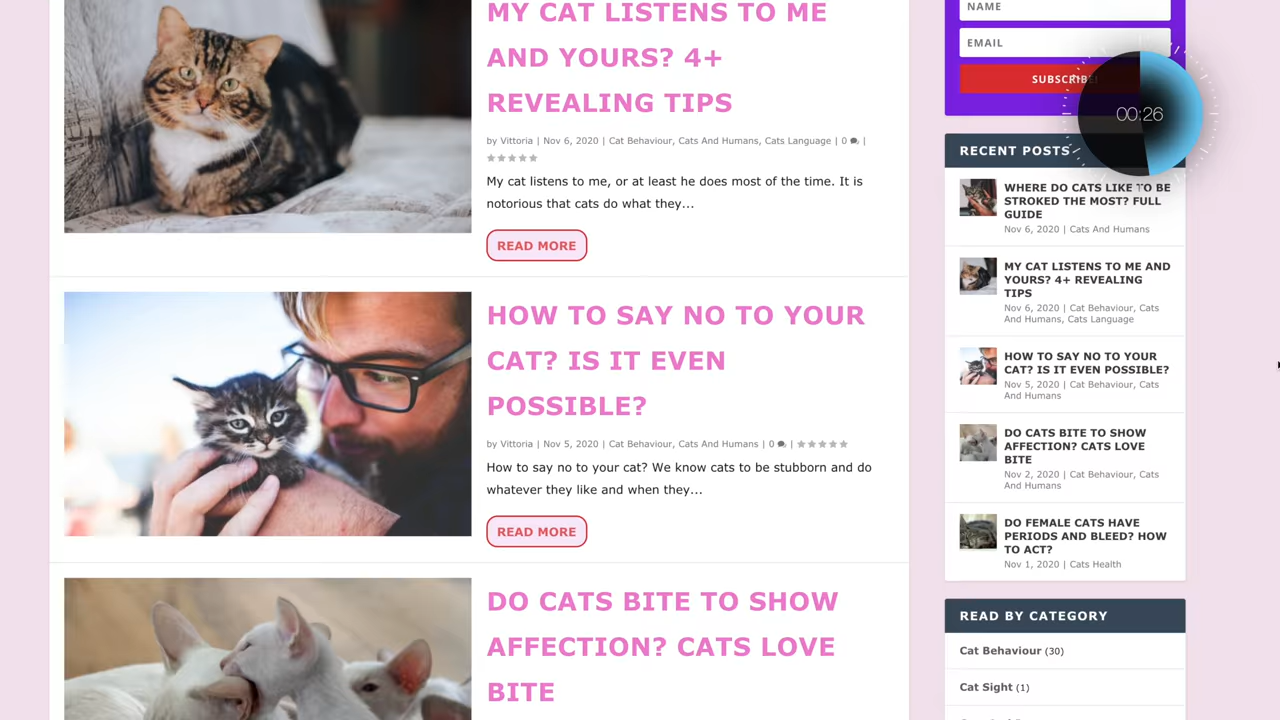 MY CAT LISTENS TO ME
AND YOURS? 4+
REVEALING TIPS
by Vittoria | Nov 6, 2020 | Cat Behaviour, Cats And Humans, Cats Language | 0 |
My cat listens to me, or at least he does most of the time. It is
notorious that cats do what they...
READ MORE
HOW TO SAY NO TO YOUR
CAT? IS IT EVEN
POSSIBLE?
by Vittoria | Nov 5, 2020 | Cat Behaviour, Cats And Humans | 0 |
How to say no to your cat? We know cats to be stubborn and do
whatever they like and when they...
READ MORE
DO CATS BITE TO SHOW
AFFECTION? CATS LOVE
BITE
NAME
EMAIL
SUBSCRIBE!
00:26
RECENT POSTS
WHERE DO CATS LIKE TO BE
STROKED THE MOST? FULL
GUIDE
Nov 6, 2020 | Cats And Humans
MY CAT LISTENS TO ME AND
YOURS? 4+ REVEALING
TIPS
Nov 6, 2020 | Cat Behaviour, Cats
And Humans, Cats Language
HOW TO SAY NO TO YOUR
CAT? IS IT EVEN POSSIBLE?
Nov 5, 2020 | Cat Behaviour, Cats
And Humans
DO CATS BITE TO SHOW
AFFECTION? CATS LOVE
BITE
Nov 2, 2020 | Cat Behaviour, Cats
And Humans
DO FEMALE CATS HAVE
PERIODS AND BLEED? HOW
TO ACT?
Nov 1, 2020 | Cats Health
READ BY CATEGORY
Cat Behaviour (30)
Cat Sight (1)